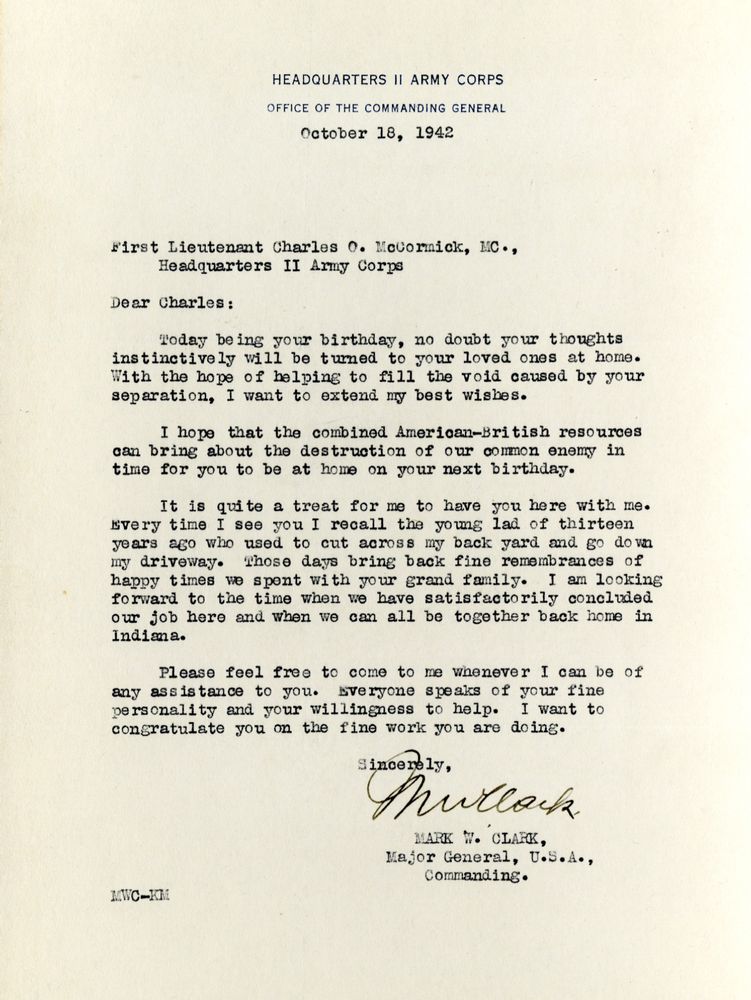 HEADQUARTERS II ARMY CORPS
OFFICE OF THE COMMANDING GENERAL
October 18, 1942
First Lieutenant Charles O. McCormick, MC.,
Headquarters II Army Corps
Dear Charles:
Today being your birthday, no doubt your thoughts
instinctively will be turned to your loved ones at home.
With the hope of helping to fill the void caused by your
separation, I want to extend my best wishes.
I hope that the combined American-British resources
can bring about the destruction of our common enemy in
time for you to be at home on your next birthday.
It is quite a treat for me to have you here with me.
Every time I see you I recall the young lad of thirteen
years ago who used to cut across my back yard and go down
my driveway. Those days bring back fine remembrances of
happy times we spent with your grand family. I am looking
forward to the time when we have satisfactorily concluded
our job here and when we can all be together back home in
Indiana.
Please feel free to come to me whenever I can be of
any assistance to you. Everyone speaks of your fine
personality and your willingness to help. I want to
congratulate you on the fine work you are doing.
Sincerely,
MWClark
MARK W. CLARK,
Major General, U.S.A.,
Commanding.
MWC-KM